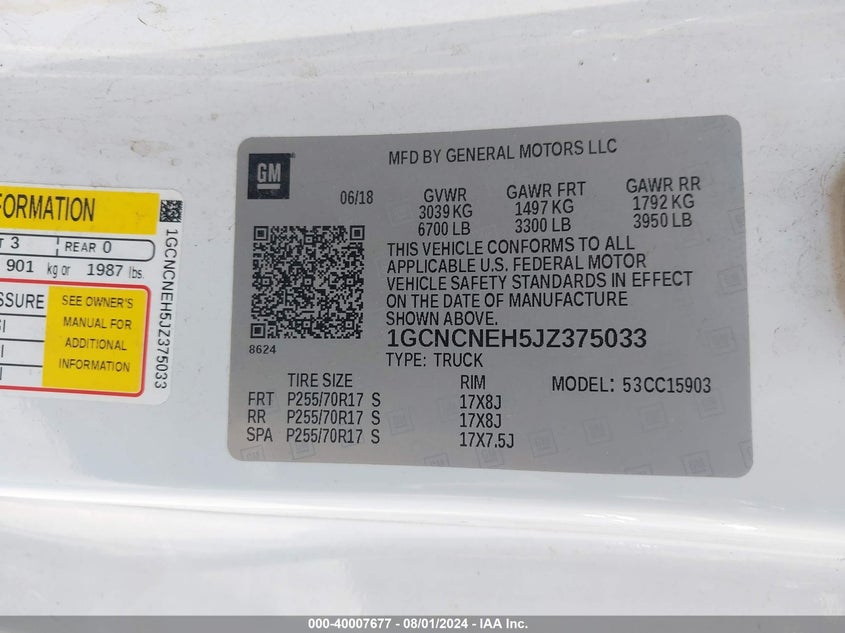 FORMATION
T 3 REAR 0
901 kg or 1987 lbs.
SSURE
SEE OWNER'S
MANUAL FOR
ADDITIONAL
INFORMATION
1GCNCNEH5JZ375033
GM
MFD BY GENERAL MOTORS LLC
06/18
GVWR GAWR FRT GAWR RR
3039 KG 1497 KG 1792 KG
6700 LB 3300 LB 3950 LB
THIS VEHICLE CONFORMS TO ALL
APPLICABLE U.S. FEDERAL MOTOR
VEHICLE SAFETY STANDARDS IN EFFECT
ON THE DATE OF MANUFACTURE
SHOWN ABOVE.
8624
1GCNCNEH5JZ375033
TYPE: TRUCK
MODEL: 53CC15903
TIRE SIZE RIM
FRT P255/70R17 S 17X8J
RR P255/70R17 S 17X8J
SPA P255/70R17 S 17X7.5J
000-40007677 - 08/01/2024 - IAA Inc.